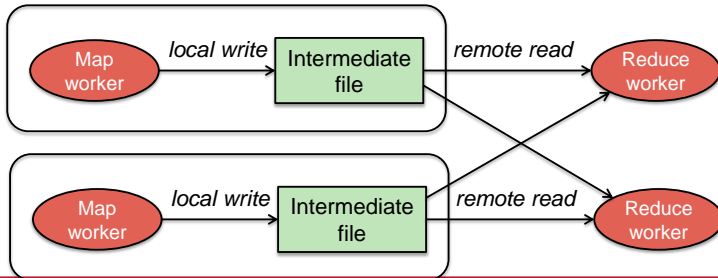 Map
worker
local write
Intermediate
file
remote read
Reduce
worker
Map
worker
local write
Intermediate
file
remote read
Reduce
worker